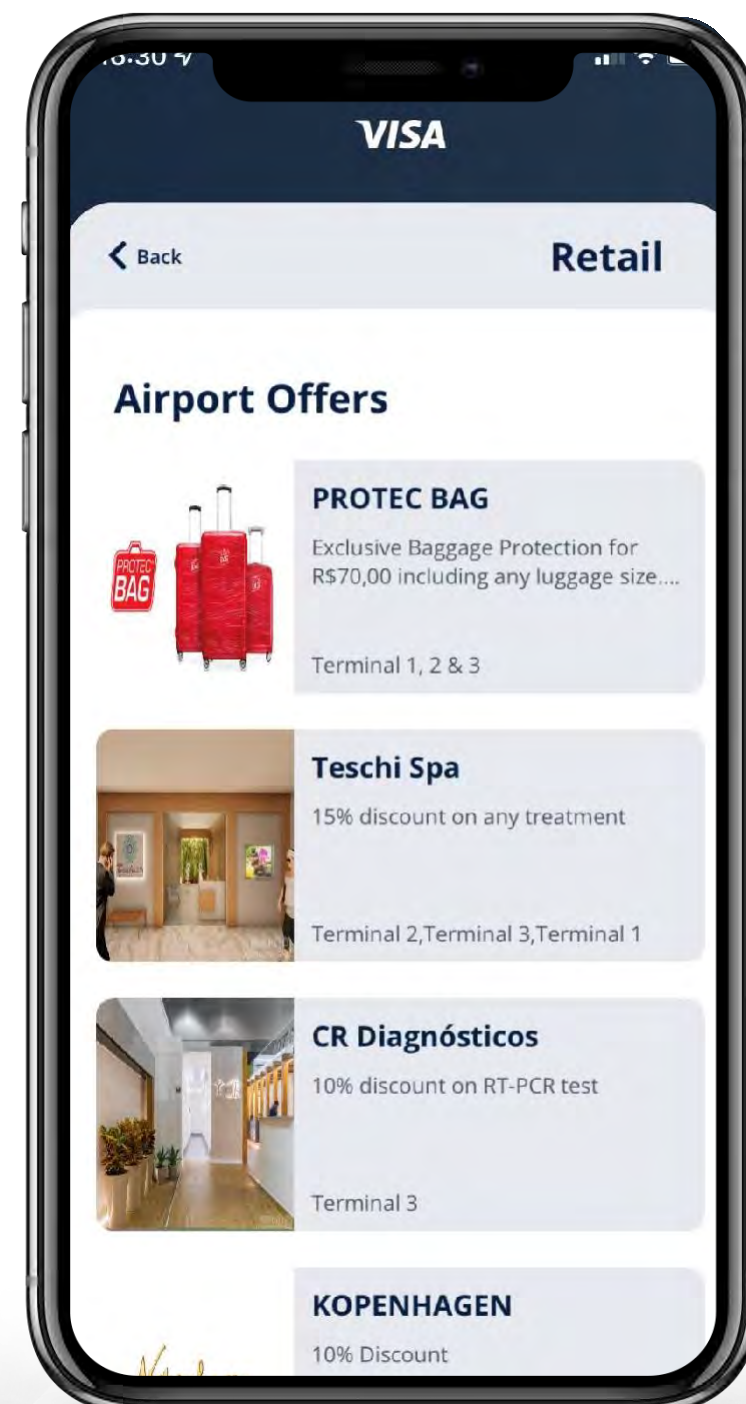 16:30
VISA
Back
Retail
Airport Offers
PROTEC BAG
Exclusive Baggage Protection for
R$70,00 including any luggage size....
PROTEC
BAG
Terminal 1, 2 & 3
Teschi Spa
15% discount on any treatment
Terminal 2,Terminal 3,Terminal 1
CR Diagnósticos
10% discount on RT-PCR test
Terminal 3
KOPENHAGEN
10% Discount